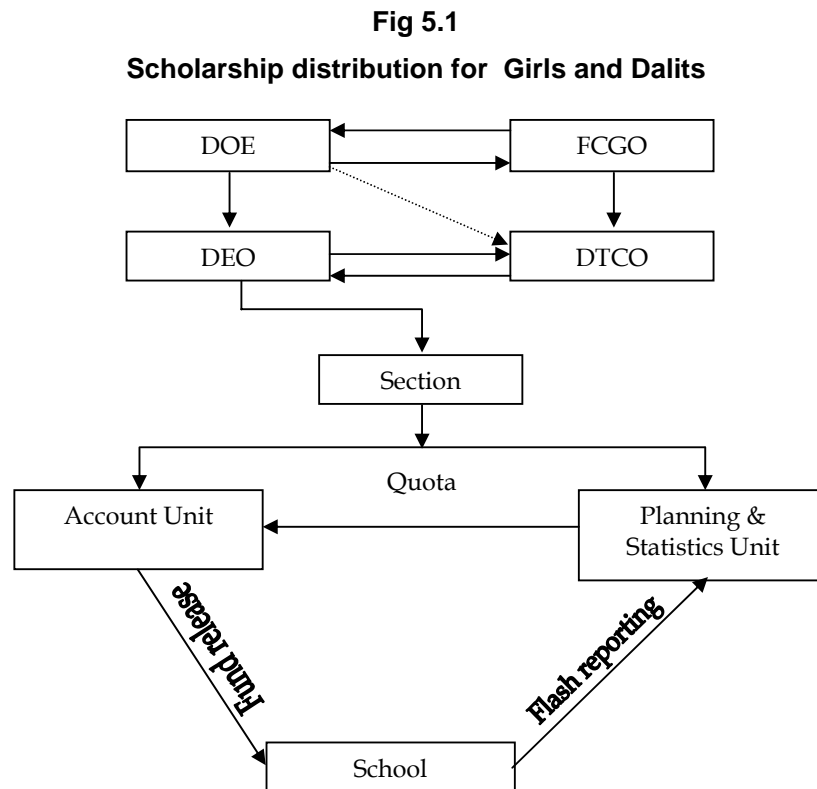 Fig 5.1
Scholarship distribution for Girls and Dalits
DOE
FCGO
DEO
DTCO
Section
Quota
Account Unit
Planning &
Statistics Unit
Fund release
Flash reporting
School